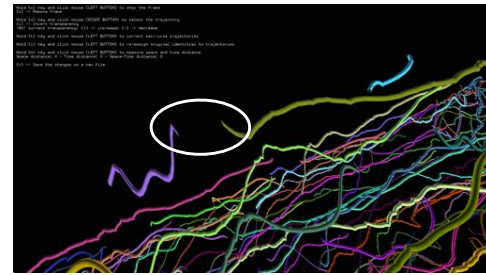 Hold [c] key and click mouse [LEFT BUTTON] to show the frame
[c] -> Remove frame
Hold [s] key and click mouse [RIGHT BUTTON] to select the trajectory
[i] -> Invert transparency
current transparency: [+] -> increase; [-] -> decrease
Hold key and click mouse [LEFT BUTTON] to correct pair-wise trajectories
Hold key and click mouse [LEFT BUTTON] to re-assign original identities to trajectories
Hold key and click mouse [LEFT BUTTON] to measure space and time distance
Space distance: 0 - Time distance: 0 - Space-Time distance: 0
-> Save the changes on a new file